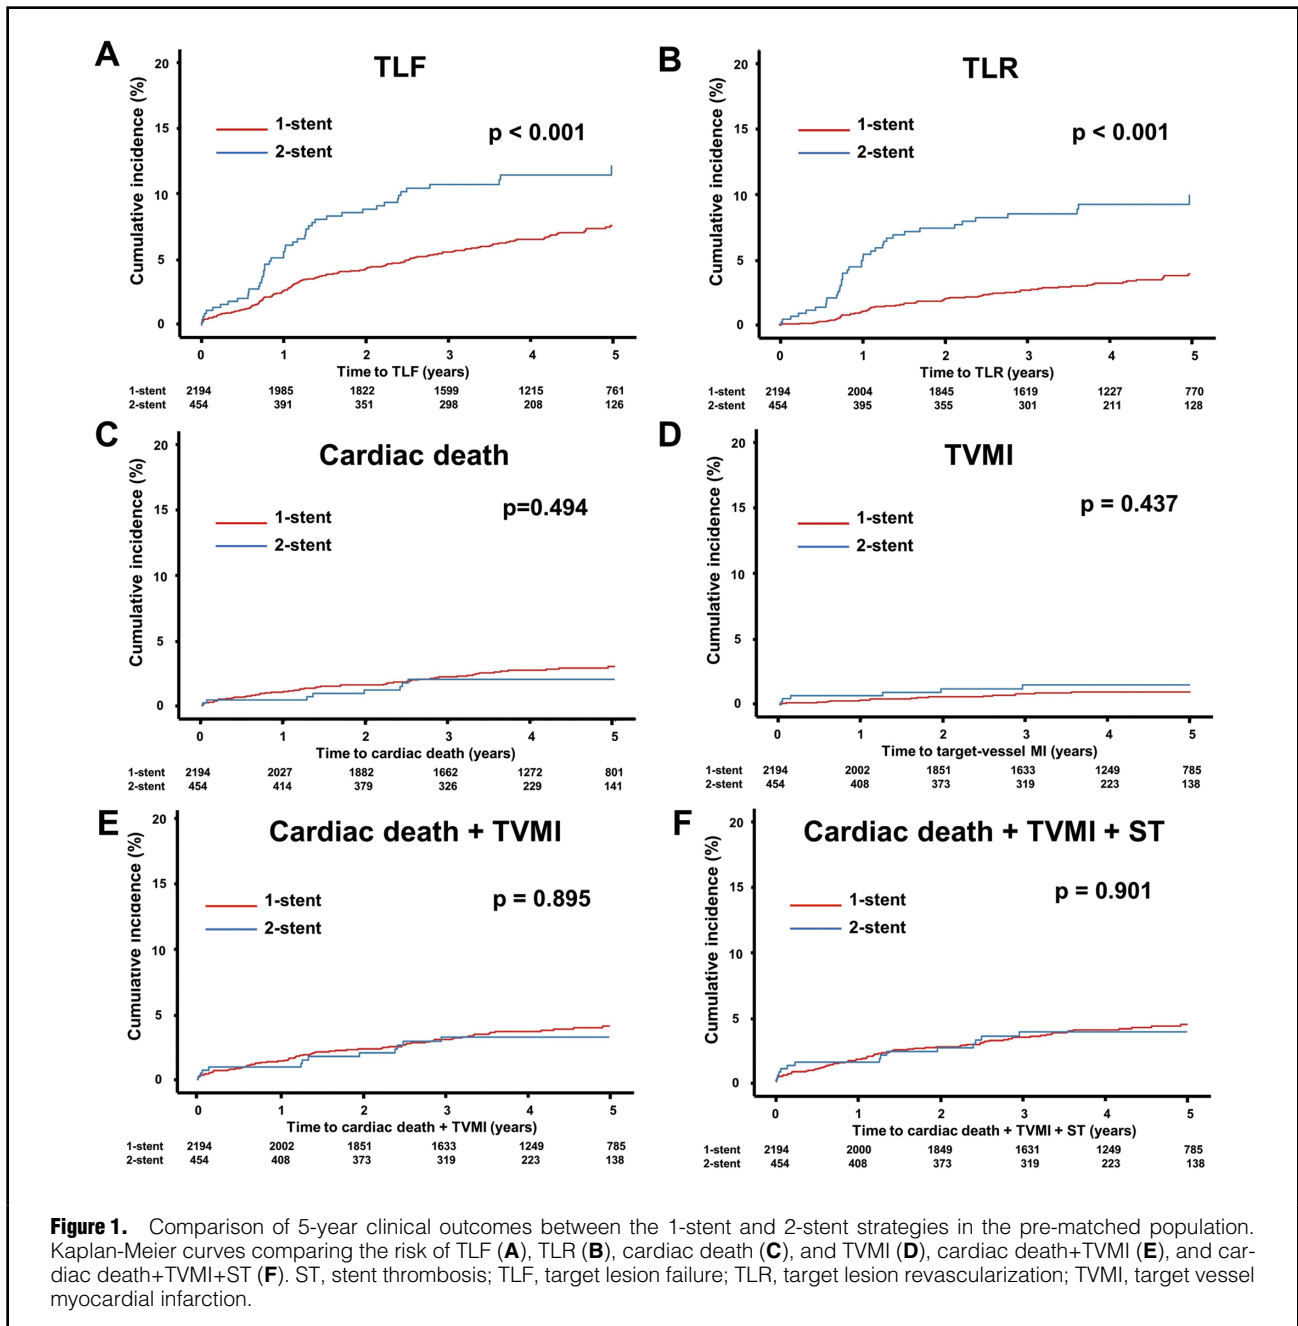 A
TLF
Cumulative incidence (%)
20
15
10
5
0
1-stent
2-stent
p < 0.001
0 1 2 3 4 5
Time to TLF (years)
1-stent 2194 1985 1822 1599 1215 761
2-stent 454 391 351 298 208 126
B
TLR
Cumulative incidence (%)
20
15
10
5
0
1-stent
2-stent
p < 0.001
0 1 2 3 4 5
Time to TLR (years)
1-stent 2194 2004 1845 1619 1227 770
2-stent 454 395 355 301 211 128
C
Cardiac death
Cumulative incidence (%)
20
15
10
5
0
1-stent
2-stent
p=0.494
0 1 2 3 4 5
Time to cardiac death (years)
1-stent 2194 2027 1882 1662 1272 801
2-stent 454 414 379 326 229 141
D
TVMI
Cumulative incidence (%)
20
15
10
5
0
1-stent
2-stent
p = 0.437
0 1 2 3 4 5
Time to target-vessel MI (years)
1-stent 2194 2002 1851 1633 1249 785
2-stent 454 408 373 319 223 138
E
Cardiac death + TVMI
Cumulative incidence (%)
20
15
10
5
0
1-stent
2-stent
p = 0.895
0 1 2 3 4 5
Time to cardiac death + TVMI (years)
1-stent 2194 2002 1851 1633 1249 785
2-stent 454 408 373 319 223 138
F
Cardiac death + TVMI + ST
Cumulative incidence (%)
20
15
10
5
0
1-stent
2-stent
p = 0.901
0 1 2 3 4 5
Time to cardiac death + TVMI + ST (years)
1-stent 2194 2000 1849 1631 1249 785
2-stent 454 408 373 319 223 138
Figure 1. Comparison of 5-year clinical outcomes between the 1-stent and 2-stent strategies in the pre-matched population.
Kaplan-Meier curves comparing the risk of TLF (A), TLR (B), cardiac death (C), and TVMI (D), cardiac death+TVMI (E), and car-
diac death+TVMI+ST (F). ST, stent thrombosis; TLF, target lesion failure; TLR, target lesion revascularization; TVMI, target vessel
myocardial infarction.